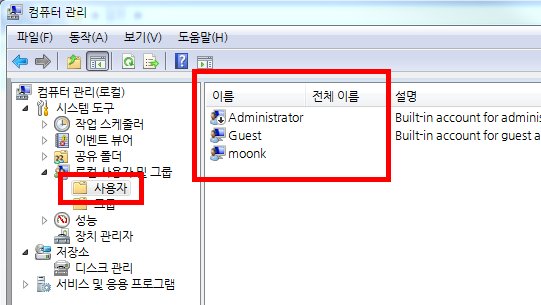 컴퓨터 관리
파일(F) 동작(A) 보기(V) 도움말(H)
컴퓨터 관리(로컬)
시스템 도구
작업 스케줄러
이벤트 뷰어
공유 폴더
로컬 사용자 및 그룹
사용자
그룹
성능
장치 관리자
저장소
디스크 관리
서비스 및 응용 프로그램
이름 전체 이름 설명
Administrator Built-in account for adminis
Guest Built-in account for guest a
moonk